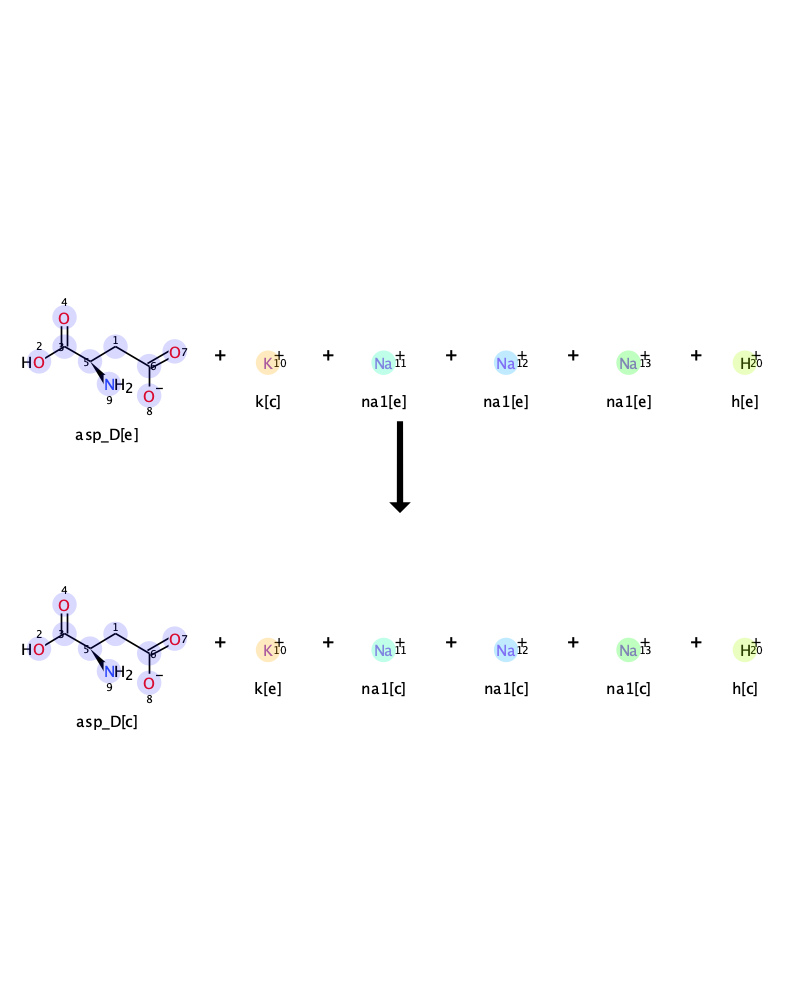 4
O
2
HO
3
5
1
NH2
9
6
O7
O−
8
asp_D[e]
+
K+
10
k[c]
+
Na+
11
na1[e]
+
Na+
12
na1[e]
+
Na+
13
na1[e]
+
H+
20
h[e]
4
O
2
HO
3
5
1
NH2
9
6
O7
O−
8
asp_D[c]
+
K+
10
k[e]
+
Na+
11
na1[c]
+
Na+
12
na1[c]
+
Na+
13
na1[c]
+
H+
20
h[c]